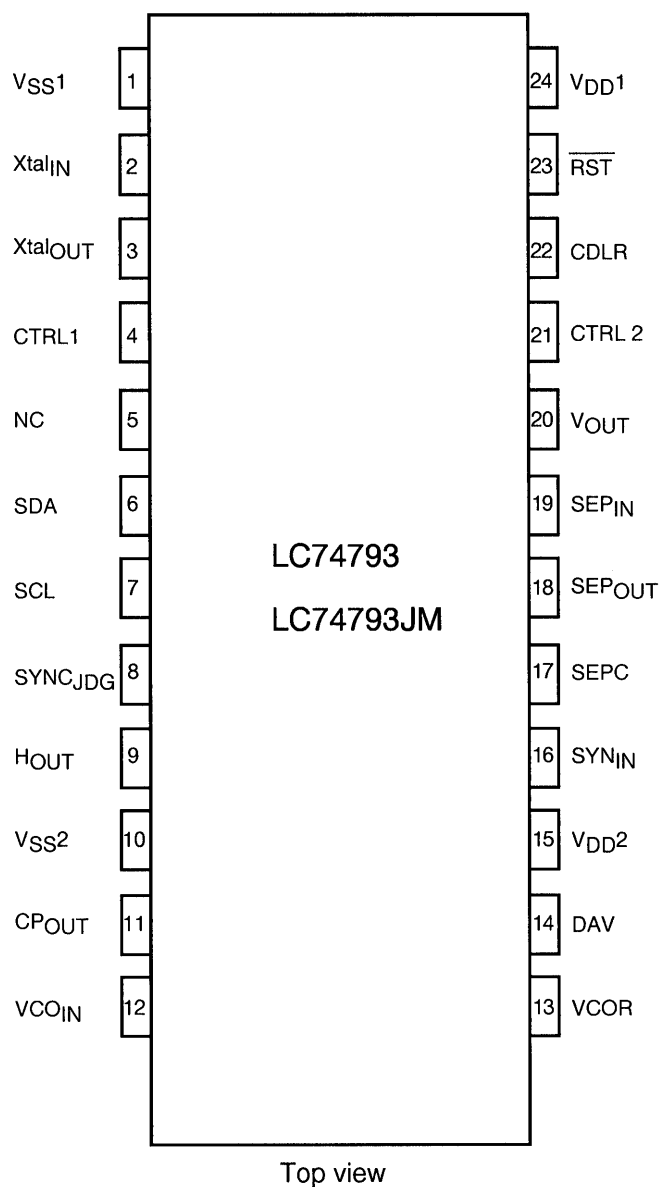 VSS1 1 24 VDD1
XtalIN 2 23 RST
XtalOUT 3 22 CDLR
CTRL1 4 21 CTRL 2
NC 5 20 VOUT
SDA 6 19 SEPIN
LC74793
SCL 7 18 SEPOUT
LC74793JM
SYNCJDG 8 17 SEPC
HOUT 9 16 SYNIN
VSS2 10 15 VDD2
CPOUT 11 14 DAV
VCOIN 12 13 VCOR
Top view